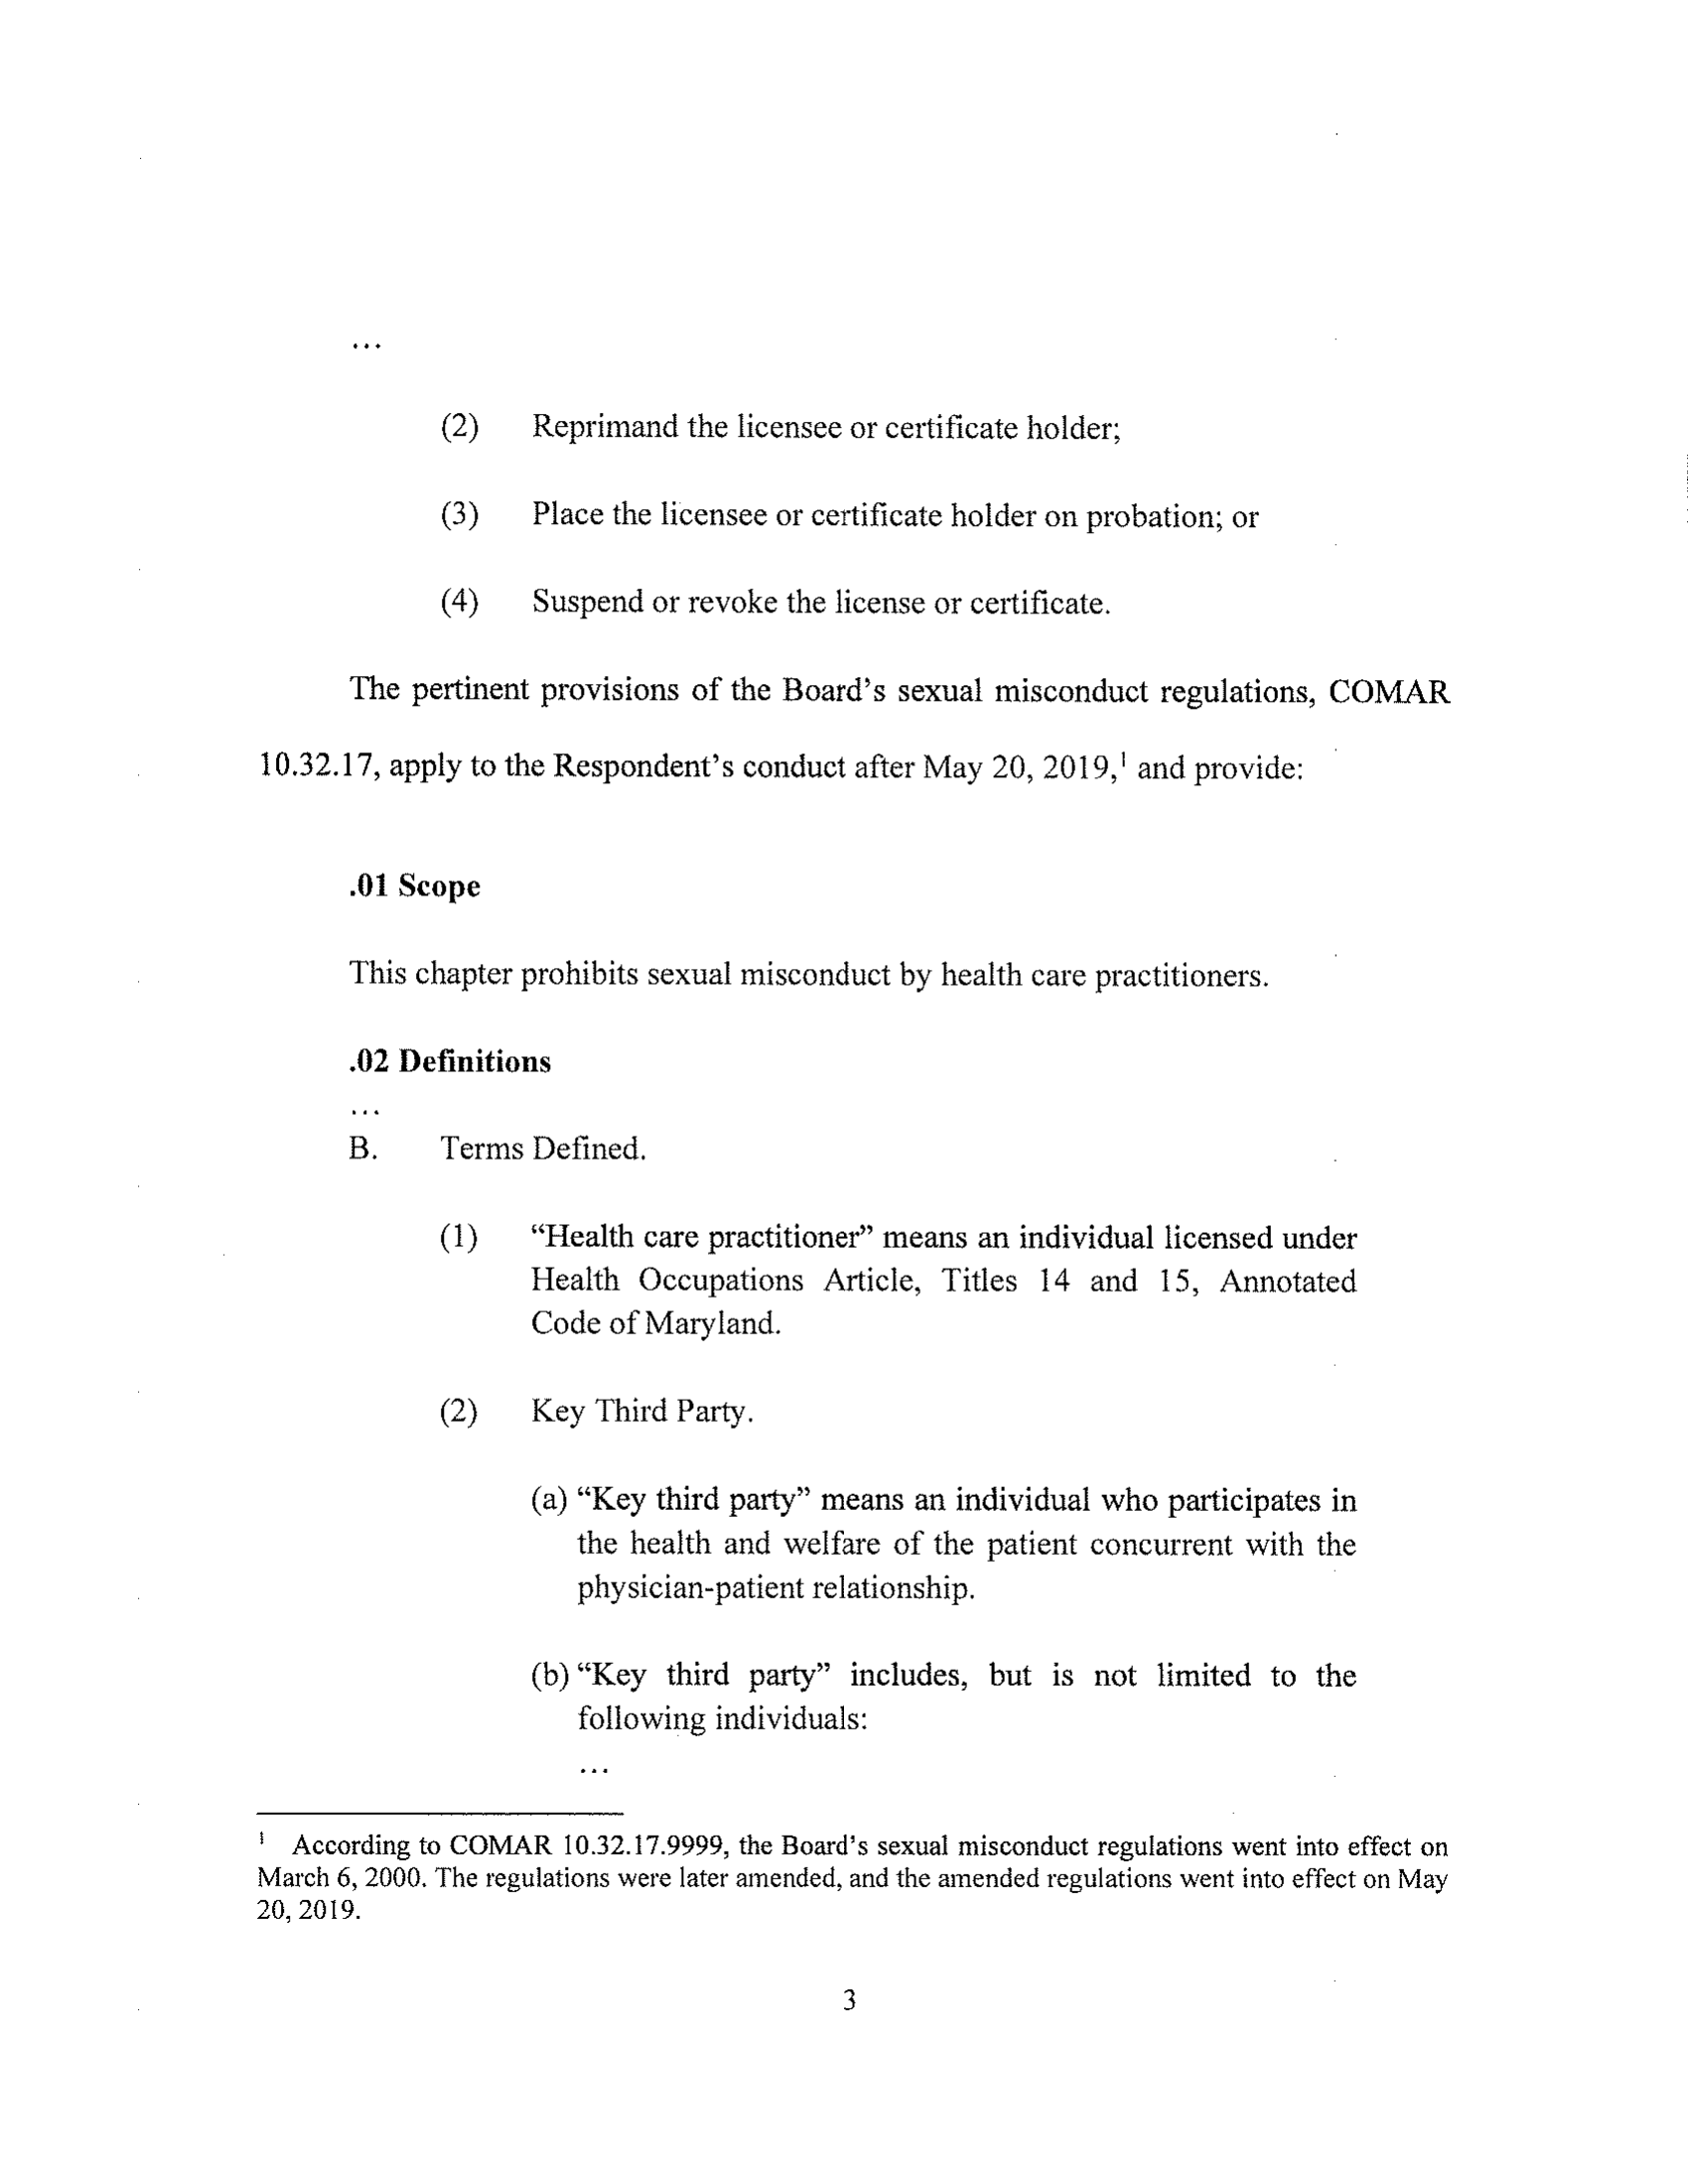 ...
(2) Reprimand the licensee or certificate holder;
(3) Place the licensee or certificate holder on probation; or
(4) Suspend or revoke the license or certificate.
The pertinent provisions of the Board's sexual misconduct regulations, COMAR
10.32.17, apply to the Respondent's conduct after May 20, 2019,¹ and provide:
.01 Scope
This chapter prohibits sexual misconduct by health care practitioners.
.02 Definitions
...
B. Terms Defined.
(1) “Health care practitioner” means an individual licensed under
Health Occupations Article, Titles 14 and 15, Annotated
Code of Maryland.
(2) Key Third Party.
(a) “Key third party” means an individual who participates in
the health and welfare of the patient concurrent with the
physician-patient relationship.
(b) “Key third party” includes, but is not limited to the
following individuals:
...
¹ According to COMAR 10.32.17.9999, the Board's sexual misconduct regulations went into effect on
March 6, 2000. The regulations were later amended, and the amended regulations went into effect on May
20, 2019.
3